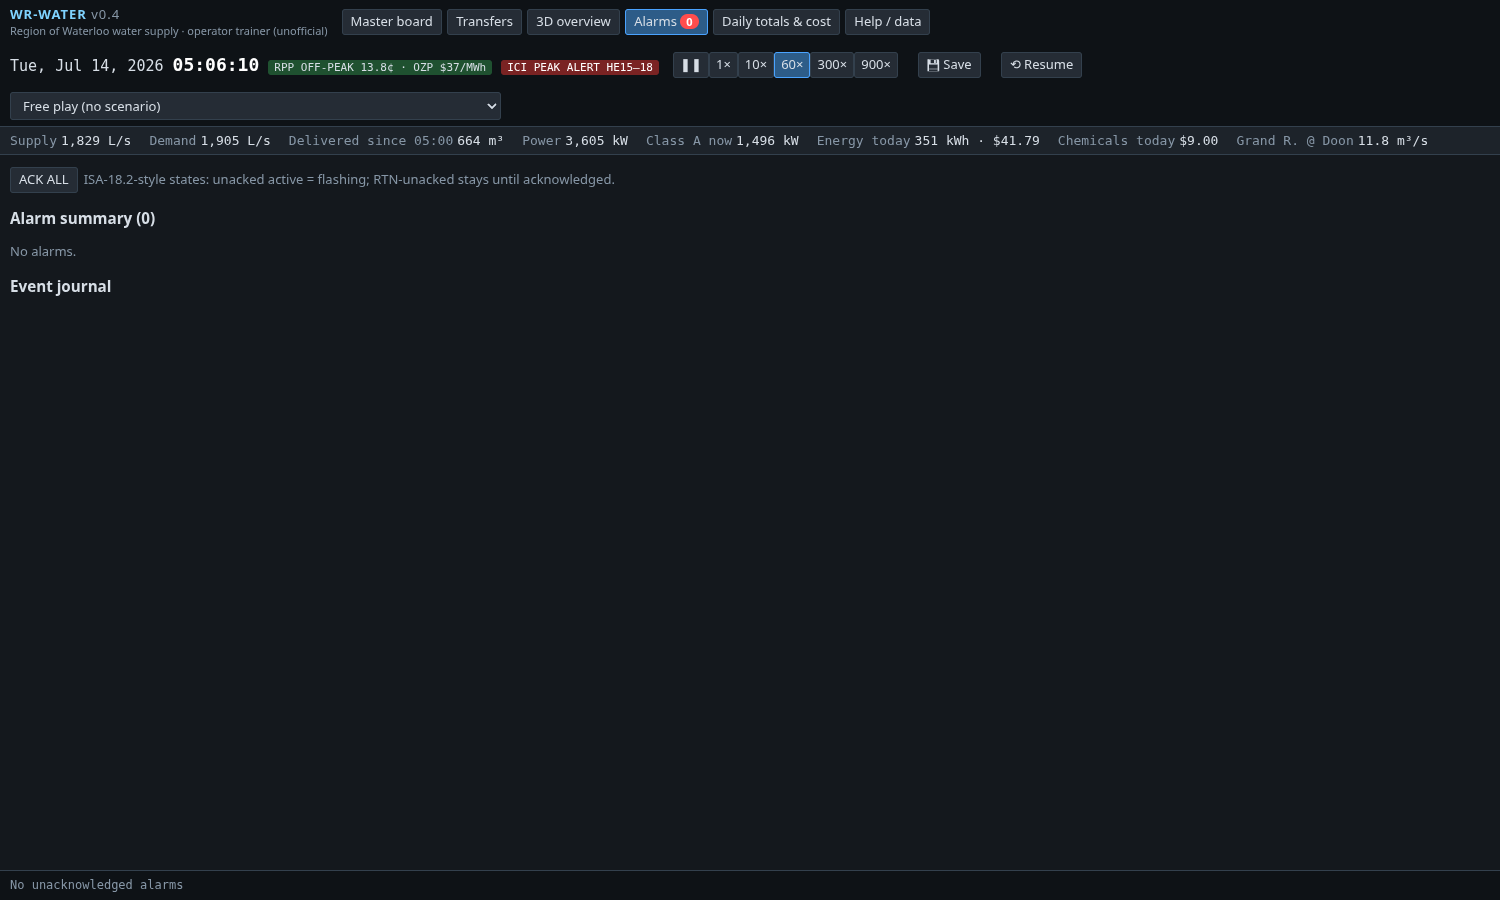 WR-WATER v0.4
Region of Waterloo water supply · operator trainer (unofficial)
Master board
Transfers
3D overview
Alarms 0
Daily totals & cost
Help / data
Tue, Jul 14, 2026 05:06:10 RPP OFF-PEAK 13.8¢ · OZP $37/MWh ICI PEAK ALERT HE15–18
❚❚ 1× 10× 60× 300× 900× 💾 Save ⟲ Resume
Free play (no scenario)
Supply 1,829 L/s Demand 1,905 L/s Delivered since 05:00 664 m³ Power 3,605 kW Class A now 1,496 kW Energy today 351 kWh · $41.79 Chemicals today $9.00 Grand R. @ Doon 11.8 m³/s
ACK ALL ISA-18.2-style states: unacked active = flashing; RTN-unacked stays until acknowledged.
Alarm summary (0)
No alarms.
Event journal
No unacknowledged alarms